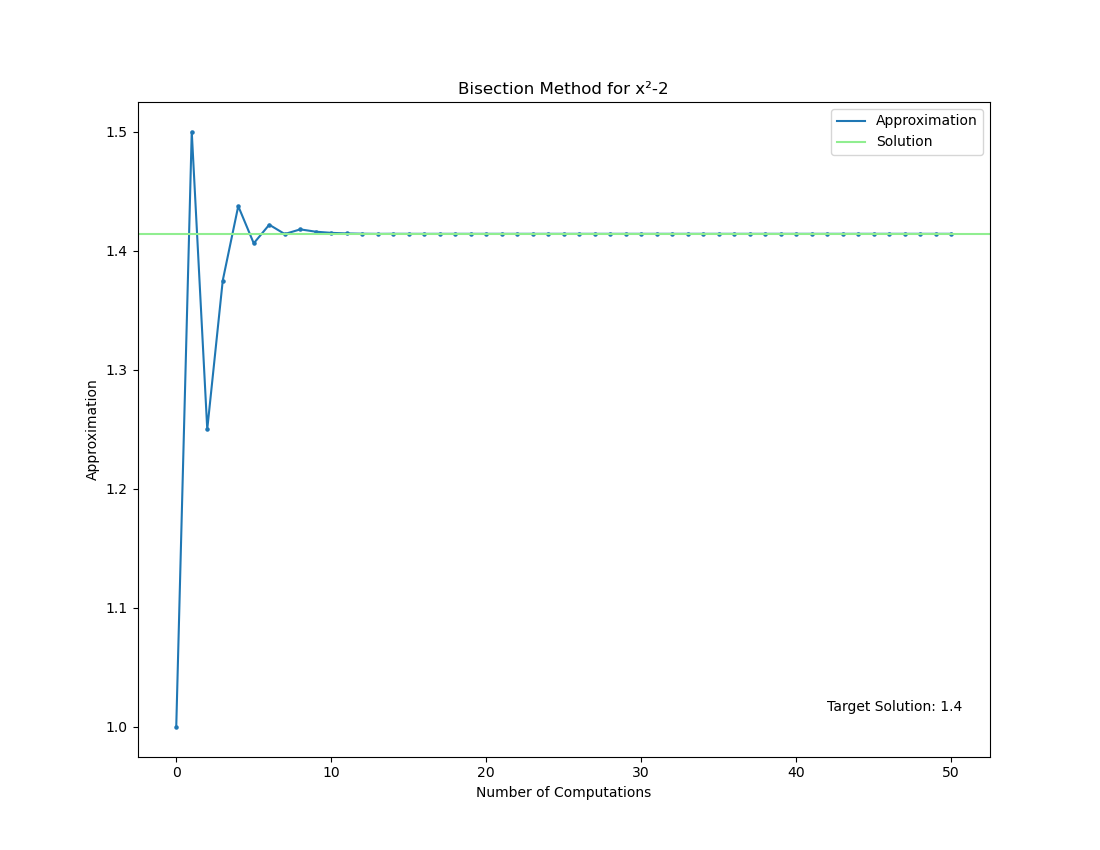 Bisection Method for x²-2
Approximation
Solution
1.5
1.4
1.3
1.2
1.1
1.0
Approximation
Target Solution: 1.4
0 10 20 30 40 50
Number of Computations